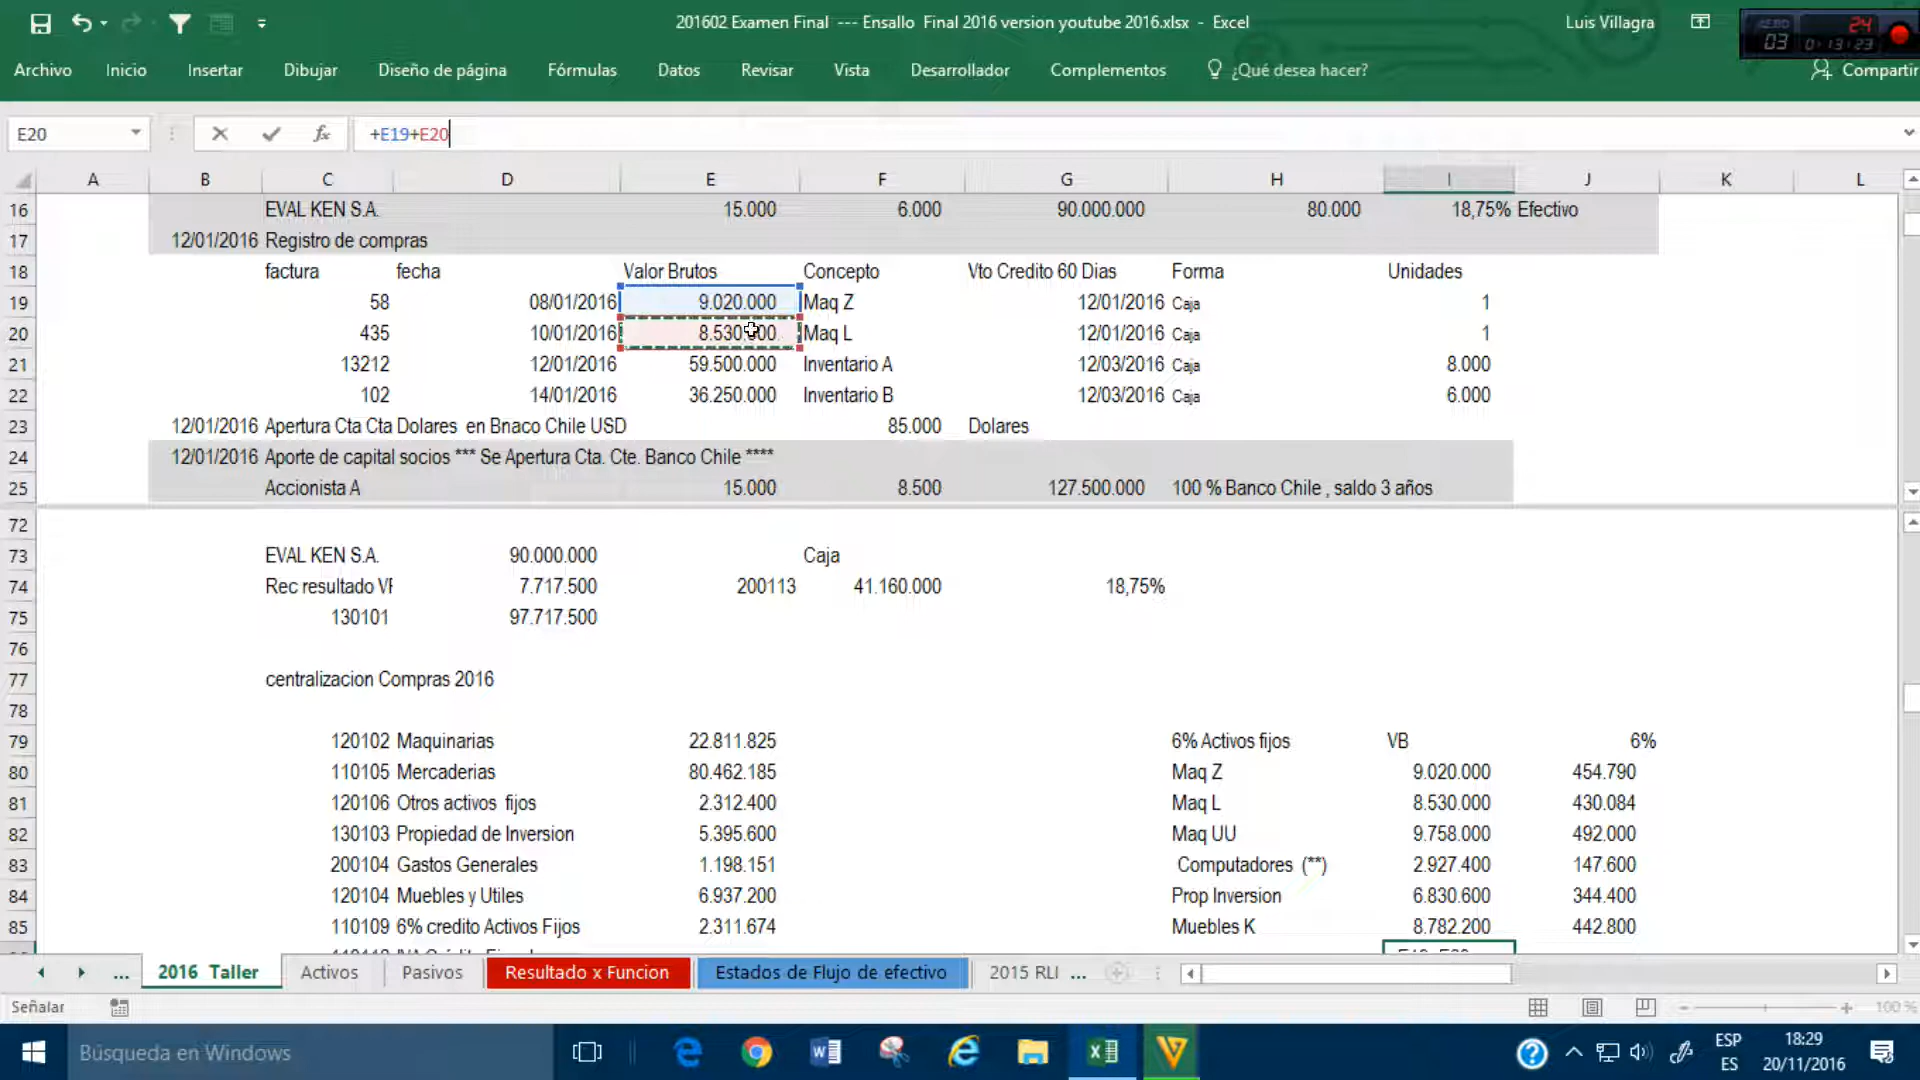 201602 Examen Final --- Ensallo Final 2016 version youtube 2016.xlsx - Excel
Luis Villagra
24
03 0:13:23
Archivo Inicio Insertar Dibujar Diseño de página Fórmulas Datos Revisar Vista Desarrollador Complementos ¿Qué desea hacer? Compartir
E20 fx +E19+E20
A B C D E F G H I J K L
16 EVAL KEN S.A. 15.000 6.000 90.000.000 80.000 18,75% Efectivo
17 12/01/2016 Registro de compras
18 factura fecha Valor Brutos Concepto Vto Credito 60 Dias Forma Unidades
19 58 08/01/2016 9.020.000 Maq Z 12/01/2016 Caja 1
20 435 10/01/2016 8.530.000 Maq L 12/01/2016 Caja 1
21 13212 12/01/2016 59.500.000 Inventario A 12/03/2016 Caja 8.000
22 102 14/01/2016 36.250.000 Inventario B 12/03/2016 Caja 6.000
23 12/01/2016 Apertura Cta Cta Dolares en Bnaco Chile USD 85.000 Dolares
24 12/01/2016 Aporte de capital socios *** Se Apertura Cta. Cte. Banco Chile ****
25 Accionista A 15.000 8.500 127.500.000 100 % Banco Chile , saldo 3 años
72
73 EVAL KEN S.A. 90.000.000 Caja
74 Rec resultado VF 7.717.500 200113 41.160.000 18,75%
75 130101 97.717.500
76
77 centralizacion Compras 2016
78
79 120102 Maquinarias 22.811.825 6% Activos fijos VB 6%
80 110105 Mercaderias 80.462.185 Maq Z 9.020.000 454.790
81 120106 Otros activos fijos 2.312.400 Maq L 8.530.000 430.084
82 130103 Propiedad de Inversion 5.395.600 Maq UU 9.758.000 492.000
83 200104 Gastos Generales 1.198.151 Computadores (**) 2.927.400 147.600
84 120104 Muebles y Utiles 6.937.200 Prop Inversion 6.830.600 344.400
85 110109 6% credito Activos Fijos 2.311.674 Muebles K 8.782.200 442.800
... 2016 Taller Activos Pasivos Resultado x Funcion Estados de Flujo de efectivo 2015 RLI ...
Señalar 100 %
Búsqueda en Windows ESP 18:29
ES 20/11/2016